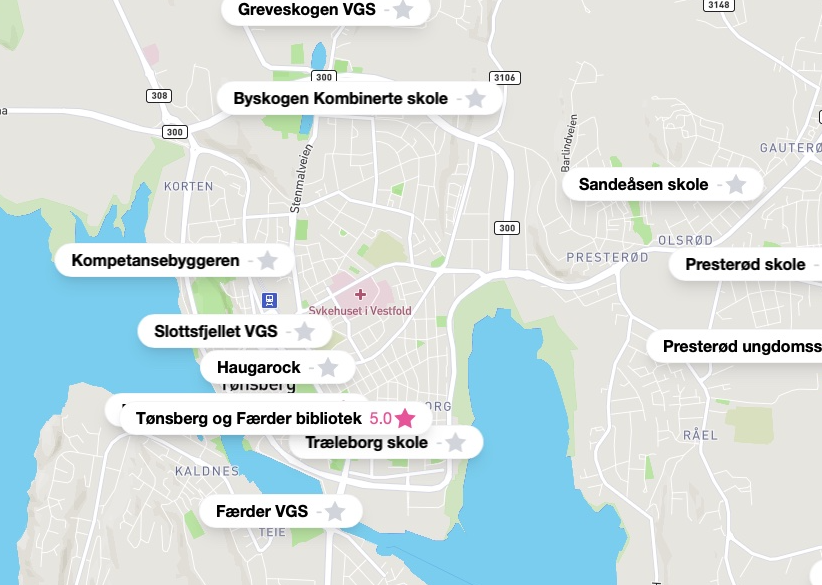 Greveskogen VGS -
3148
300
3106
308
Byskogen Kombinerte skole -
300
Barlindveien
GAUTERØ
Stenmalveien
KORTEN
Sandeåsen skole -
300
OLSRØD
PRESTERØD
Kompetansebyggeren -
Presterød skole -
Sykehuset i Vestfold
Slottsfjellet VGS -
Presterød ungdomss
Haugarock -
Tønsberg
Tønsberg og Færder bibliotek 5.0
ORG
RÅEL
Træleborg skole -
KALDNES
Færder VGS -
TEIE